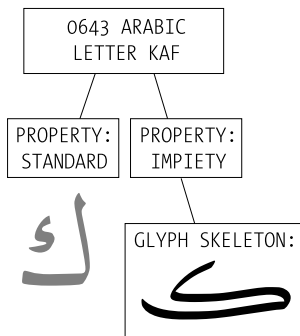 0643 ARABIC
LETTER KAF
PROPERTY:
STANDARD
PROPERTY:
IMPIETY
ك
GLYPH SKELETON: